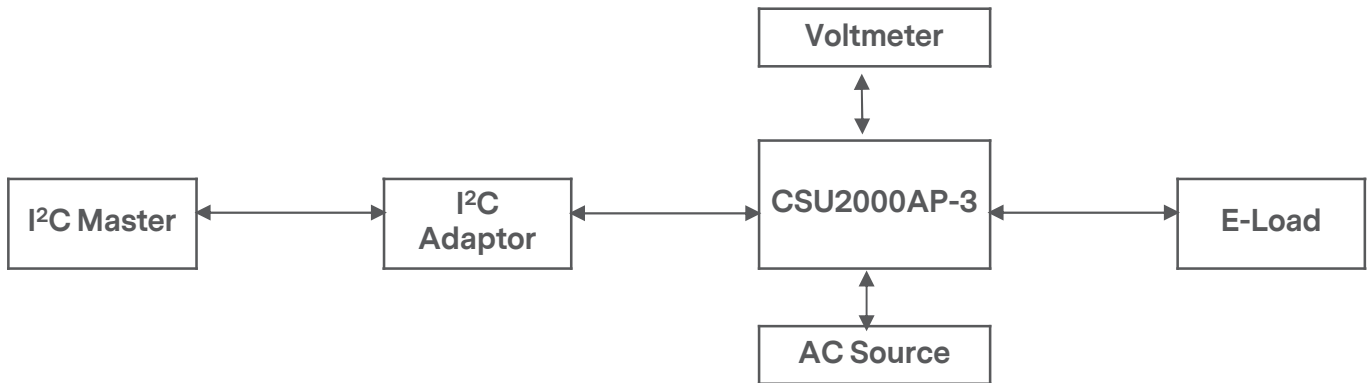 Voltmeter
I²C Master
I²C
Adaptor
CSU2000AP-3
E-Load
AC Source